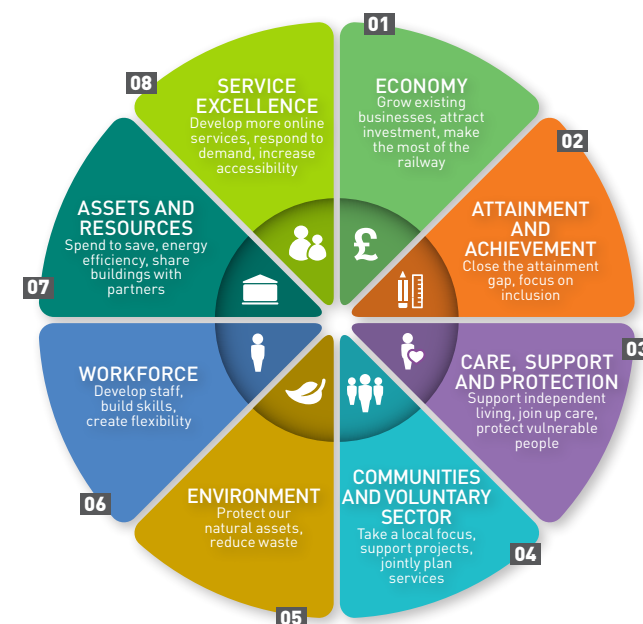 01
ECONOMY
Grow existing
businesses, attract
investment, make
the most of the
railway
£
02
ATTAINMENT
AND
ACHIEVEMENT
Close the attainment
gap, focus on
inclusion
03
CARE, SUPPORT
AND PROTECTION
Support independent
living, join up care,
protect vulnerable
people
04
COMMUNITIES
AND VOLUNTARY
SECTOR
Take a local focus,
support projects,
jointly plan
services
05
ENVIRONMENT
Protect our
natural assets,
reduce waste
06
WORKFORCE
Develop staff,
build skills,
create flexibility
07
ASSETS AND
RESOURCES
Spend to save, energy
efficiency, share
buildings with
partners
08
SERVICE
EXCELLENCE
Develop more online
services, respond to
demand, increase
accessibility